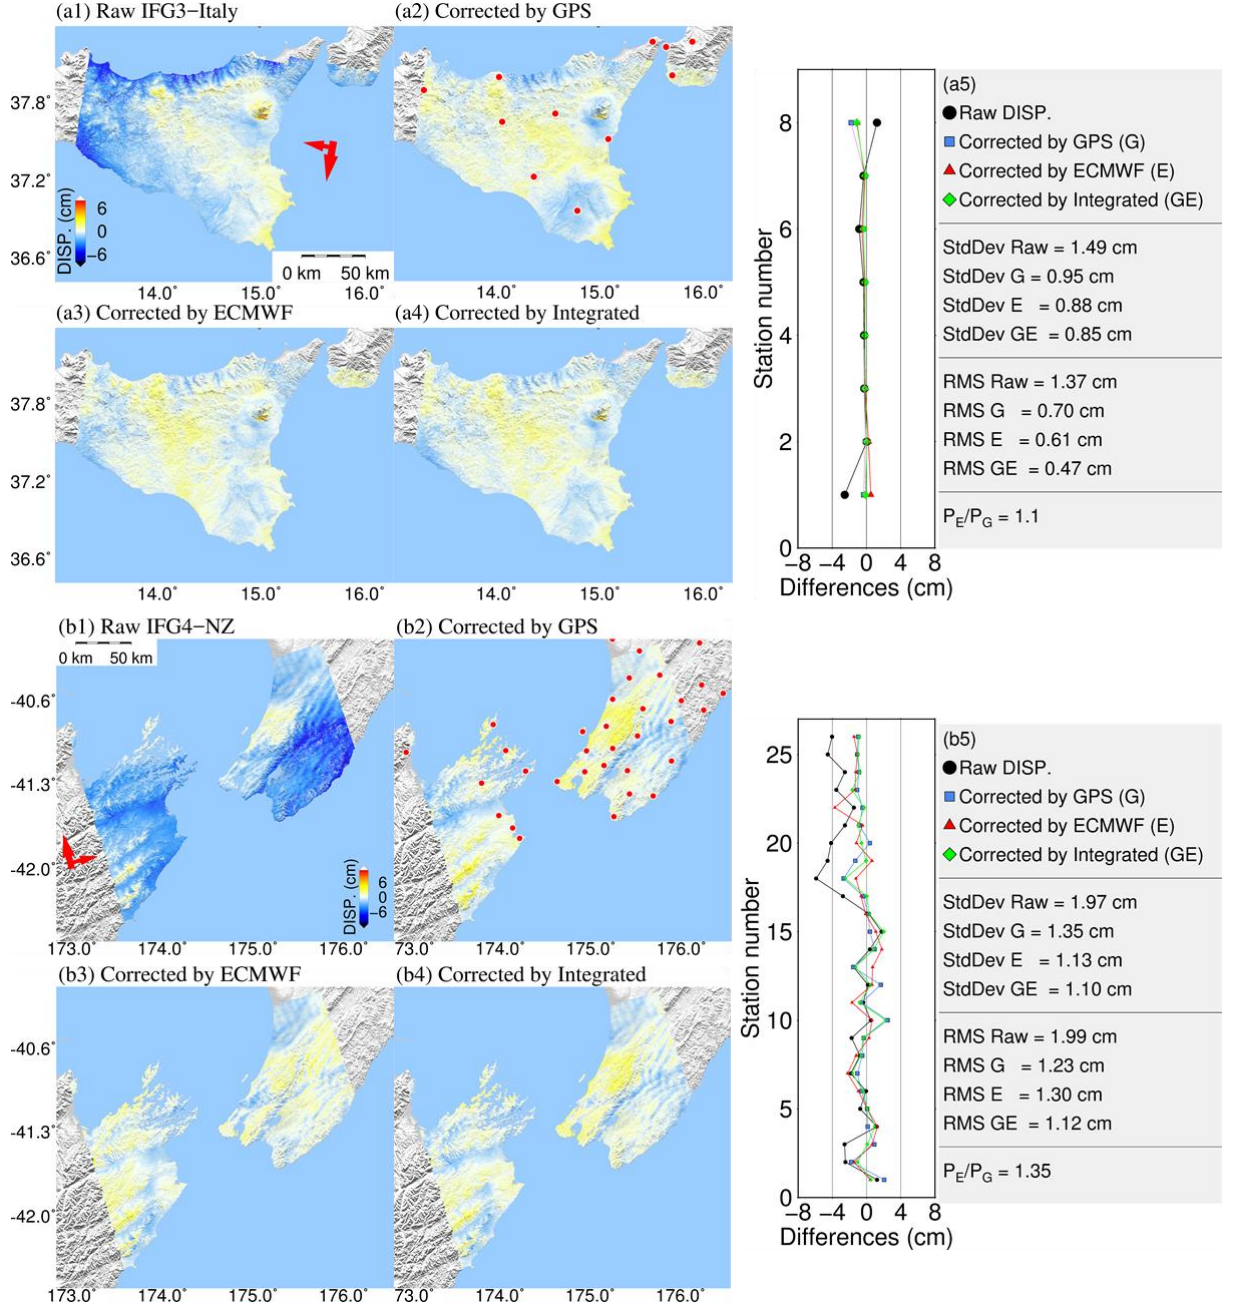 (a1) Raw IFG3−Italy
(a2) Corrected by GPS
37.8°
37.2°
36.6°
DISP. (cm)
6
0
−6
0 km 50 km
14.0° 15.0° 16.0°
14.0° 15.0° 16.0°
(a3) Corrected by ECMWF
(a4) Corrected by Integrated
37.8°
37.2°
36.6°
14.0° 15.0° 16.0°
14.0° 15.0° 16.0°
Station number
8
6
4
2
0
−8 −4 0 4 8
Differences (cm)
(a5)
Raw DISP.
Corrected by GPS (G)
Corrected by ECMWF (E)
Corrected by Integrated (GE)
StdDev Raw = 1.49 cm
StdDev G = 0.95 cm
StdDev E = 0.88 cm
StdDev GE = 0.85 cm
RMS Raw = 1.37 cm
RMS G = 0.70 cm
RMS E = 0.61 cm
RMS GE = 0.47 cm
P_E/P_G = 1.1
(b1) Raw IFG4−NZ
(b2) Corrected by GPS
0 km 50 km
-40.6°
-41.3°
-42.0°
DISP. (cm)
6
0
−6
173.0° 174.0° 175.0° 176.0°
174.0° 175.0° 176.0°
(b3) Corrected by ECMWF
(b4) Corrected by Integrated
-40.6°
-41.3°
-42.0°
173.0° 174.0° 175.0° 176.0°
174.0° 175.0° 176.0°
Station number
25
20
15
10
5
0
−8 −4 0 4 8
Differences (cm)
(b5)
Raw DISP.
Corrected by GPS (G)
Corrected by ECMWF (E)
Corrected by Integrated (GE)
StdDev Raw = 1.97 cm
StdDev G = 1.35 cm
StdDev E = 1.13 cm
StdDev GE = 1.10 cm
RMS Raw = 1.99 cm
RMS G = 1.23 cm
RMS E = 1.30 cm
RMS GE = 1.12 cm
P_E/P_G = 1.35